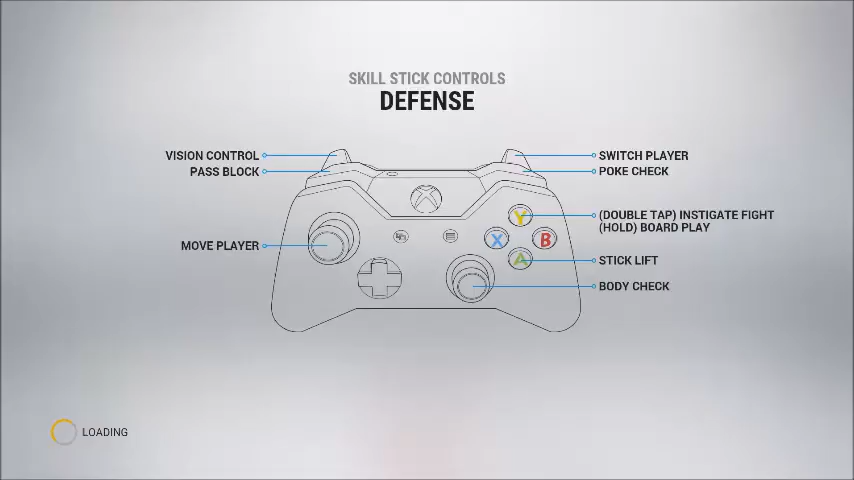 SKILL STICK CONTROLS
DEFENSE
VISION CONTROL
SWITCH PLAYER
PASS BLOCK
POKE CHECK
(DOUBLE TAP) INSTIGATE FIGHT
(HOLD) BOARD PLAY
Y
X
B
MOVE PLAYER
A
STICK LIFT
BODY CHECK
LOADING